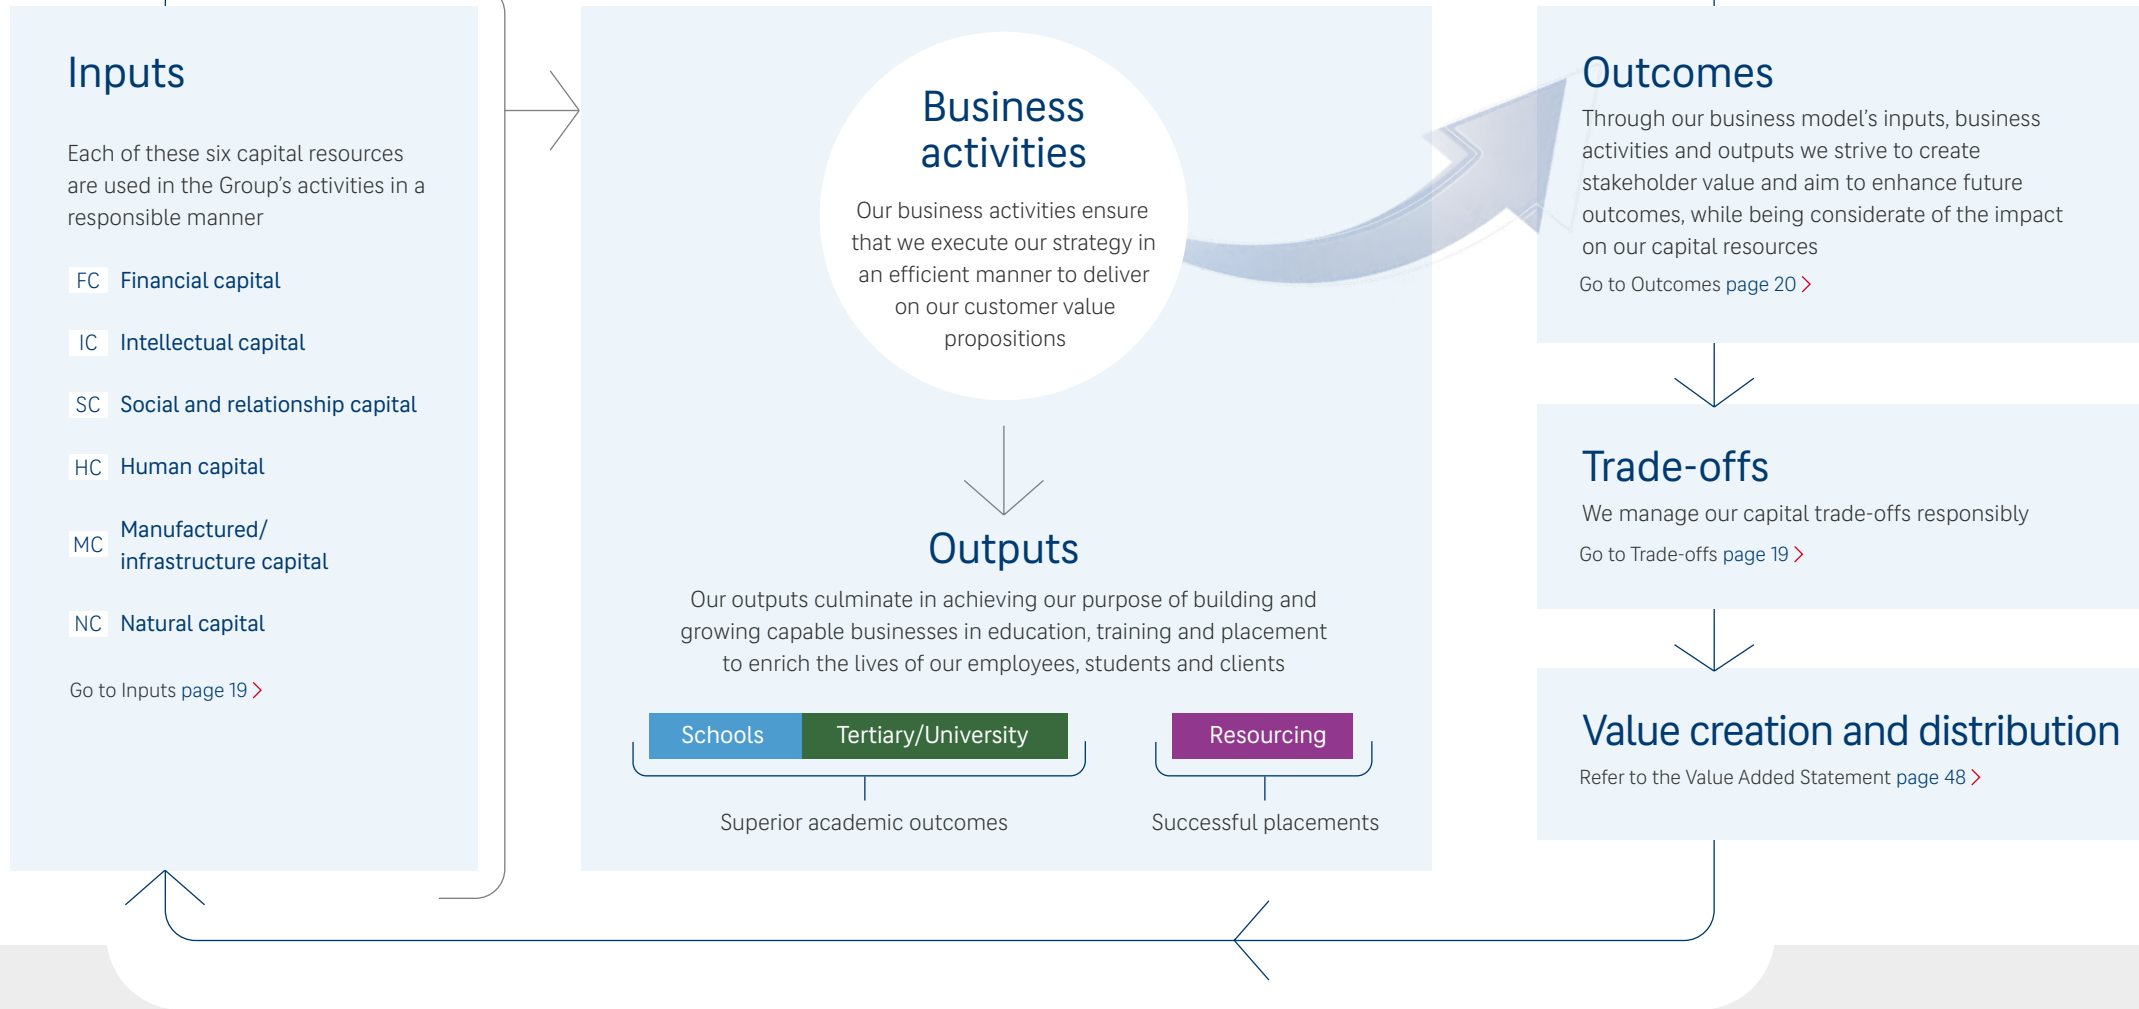 Inputs
Each of these six capital resources
are used in the Group's activities in a
responsible manner
FC Financial capital
IC Intellectual capital
SC Social and relationship capital
HC Human capital
MC Manufactured/
infrastructure capital
NC Natural capital
Go to Inputs page 19 >
Business
activities
Our business activities ensure
that we execute our strategy in
an efficient manner to deliver
on our customer value
propositions
Outputs
Our outputs culminate in achieving our purpose of building and
growing capable businesses in education, training and placement
to enrich the lives of our employees, students and clients
Schools Tertiary/University Resourcing
Superior academic outcomes Successful placements
Outcomes
Through our business model's inputs, business
activities and outputs we strive to create
stakeholder value and aim to enhance future
outcomes, while being considerate of the impact
on our capital resources
Go to Outcomes page 20 >
Trade-offs
We manage our capital trade-offs responsibly
Go to Trade-offs page 19 >
Value creation and distribution
Refer to the Value Added Statement page 48 >